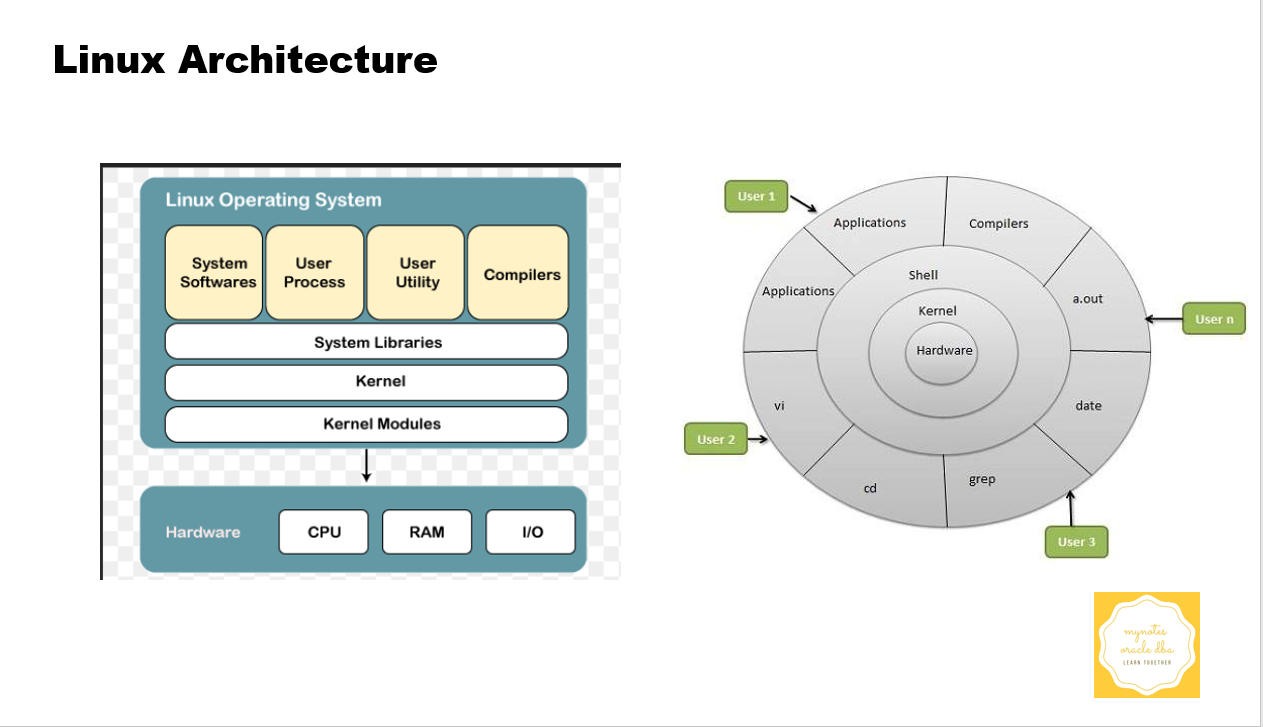 Linux Architecture
Linux Operating System
System
Softwares
User
Process
User
Utility
Compilers
System Libraries
Kernel
Kernel Modules
Hardware
CPU
RAM
I/O
User 1
Applications
Compilers
Applications
Shell
a.out
Kernel
User n
Hardware
vi
date
User 2
cd
grep
User 3
mynotes
oracle dba
LEARN TOGETHER